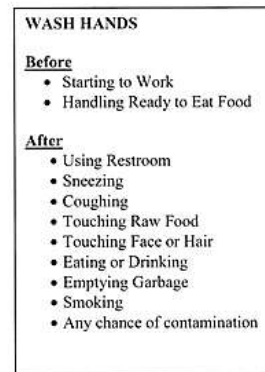 WASH HANDS
Before
• Starting to Work
• Handling Ready to Eat Food
After
• Using Restroom
• Sneezing
• Coughing
• Touching Raw Food
• Touching Face or Hair
• Eating or Drinking
• Emptying Garbage
• Smoking
• Any chance of contamination